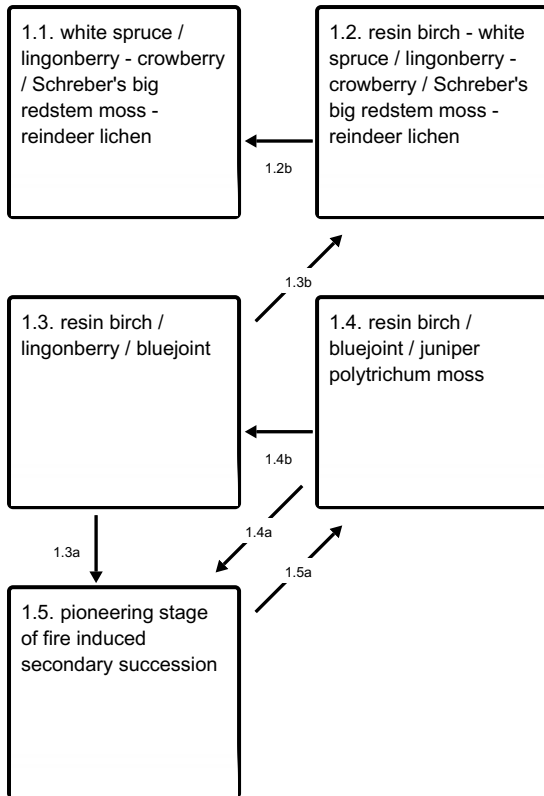 1.1. white spruce /
lingonberry - crowberry
/ Schreber's big
redstem moss -
reindeer lichen
1.2. resin birch - white
spruce / lingonberry -
crowberry / Schreber's
big redstem moss -
reindeer lichen
1.2b
1.3b
1.3. resin birch /
lingonberry / bluejoint
1.4. resin birch /
bluejoint / juniper
polytrichum moss
1.4b
1.3a
1.4a
1.5a
1.5. pioneering stage
of fire induced
secondary succession